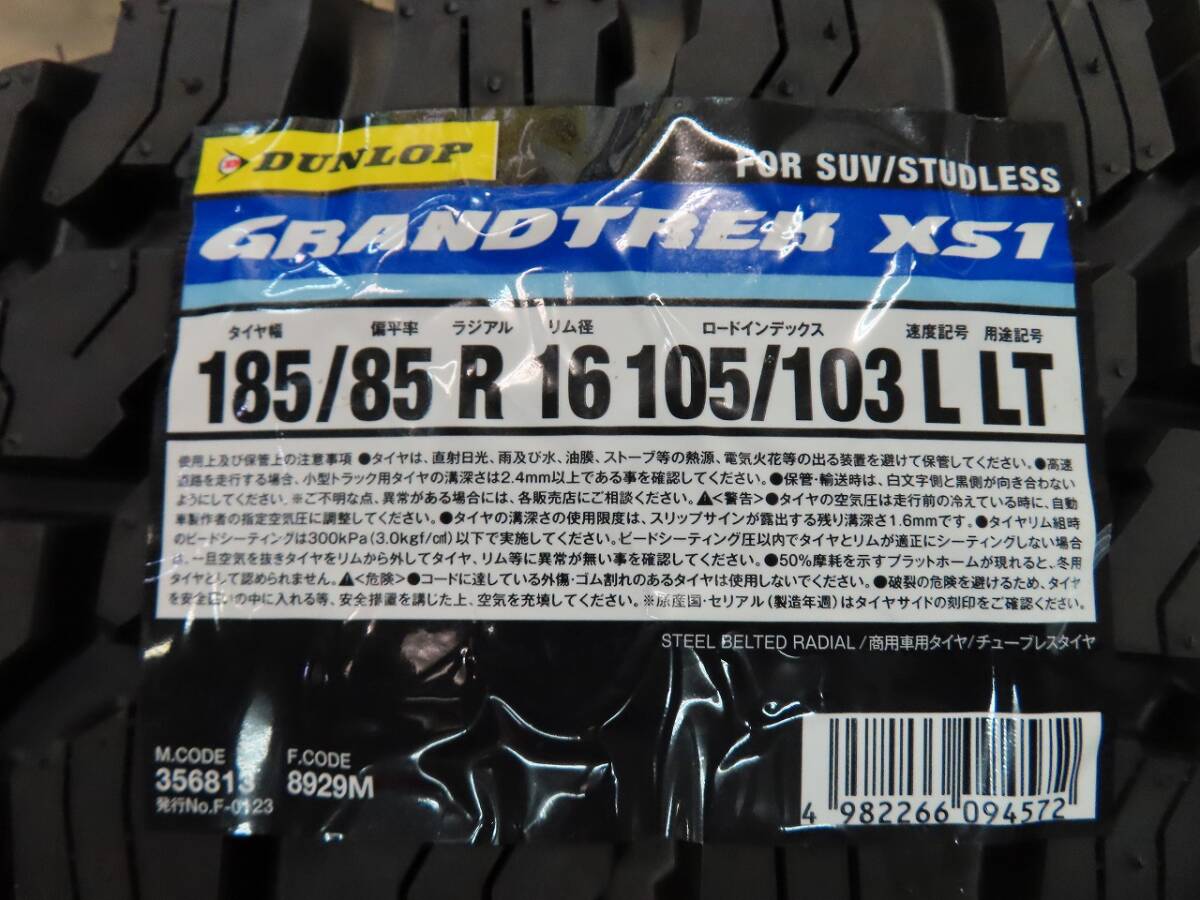 DUNLOP
FOR SUV/STUDLESS
GRANDTREK XS1
タイヤ幅 偏平率 ラジアル リム径 ロードインデックス 速度記号 用途記号
185/85 R 16 105/103 L LT
使用上及び保管上の注意事項 ●タイヤは、直射日光、雨及び水、油膜、ストーブ等の熱源、電気火花等の出る装置を避けて保管してください。●高速
道路を走行する場合、小型トラック用タイヤの溝深さは2.4mm以上である事を確認してください。●保管・輸送時は、白文字側と黒側が向き合わない
ようにしてください。※ご不明な点、異常がある場合には、各販売店にご相談ください。⚠<警告>●タイヤの空気圧は走行前の冷えている時に、自動
車製作者の指定空気圧に調整してください。●タイヤの溝深さの使用限度は、スリップサインが露出する残り溝深さ1.6mmです。●タイヤリム組時
のビードシーティングは300kPa(3.0kgf/c㎡)以下で実施してください。ビードシーティング圧以内でタイヤとリムが適正にシーティングしない場合
は、一旦空気を抜きタイヤをリムから外してタイヤ、リム等に異常が無い事を確認してください。●50%摩耗を示すプラットホームが現れると、冬用
タイヤとして認められません。⚠<危険>●コードに達している外傷・ゴム割れのあるタイヤは使用しないでください。●破裂の危険を避けるため、タイヤ
を安全囲いの中に入れる等、安全措置を講じた上、空気を充填してください。※原産国・セリアル(製造年週)はタイヤサイドの刻印をご確認ください。
STEEL BELTED RADIAL/商用車用タイヤ/チューブレスタイヤ
M.CODE F.CODE
356813 8929M
発行No.F-0123
4 982266 094572